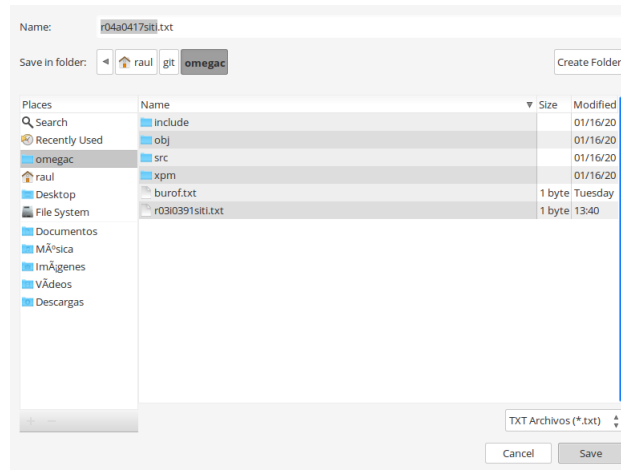 Name: r04a0417siti.txt
Save in folder: raul git omegac Create Folder
Places Name Size Modified
Search include 01/16/20
Recently Used obj 01/16/20
omegac src 01/16/20
raul xpm 01/16/20
Desktop burof.txt 1 byte Tuesday
File System r03i0391siti.txt 1 byte 13:40
Documentos
MÃºsica
ImÃ¡genes
VÃ­deos
Descargas
TXT Archivos (*.txt)
Cancel Save